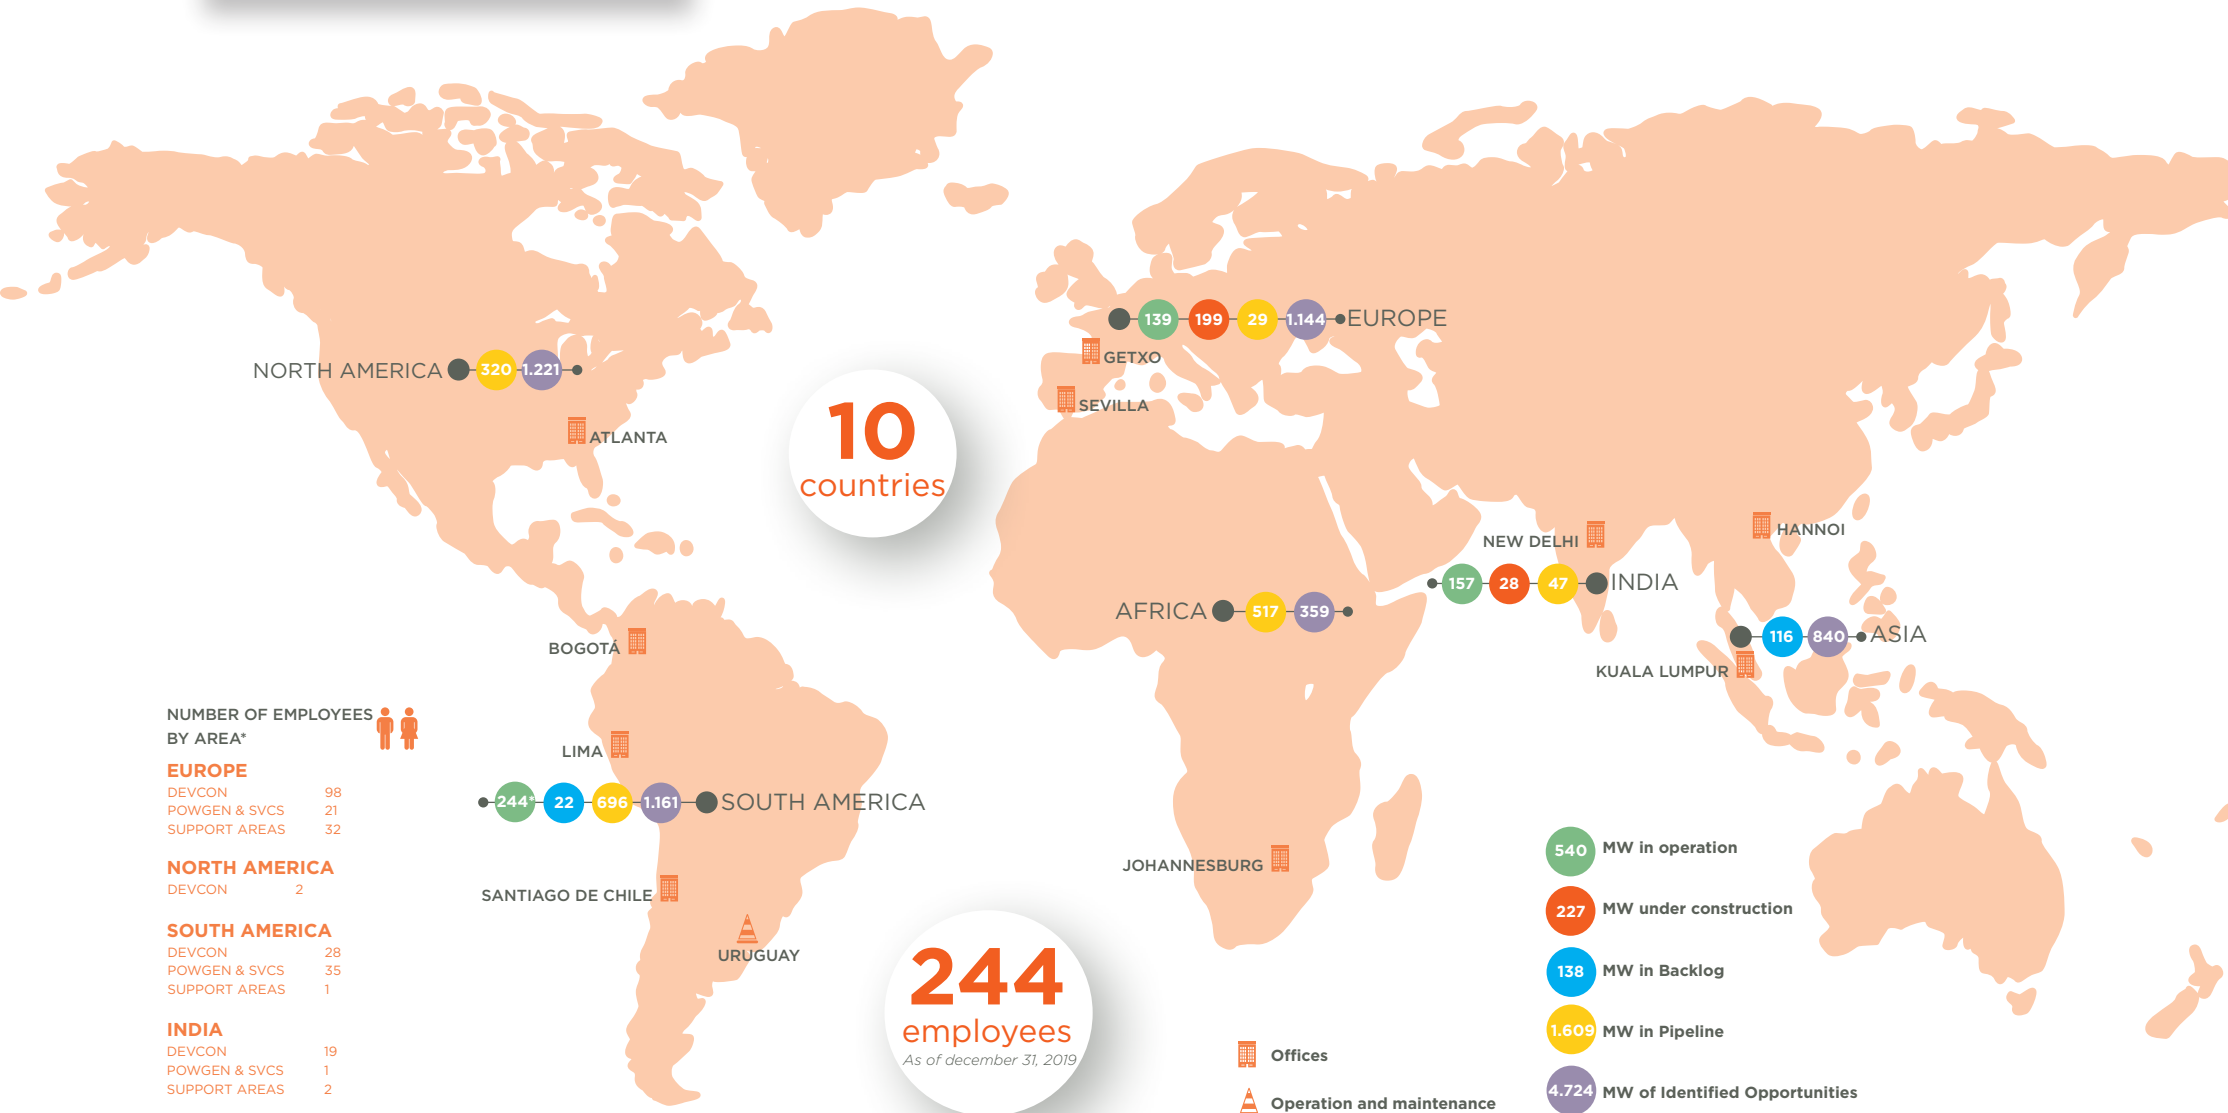 NORTH AMERICA
320
1.221
ATLANTA
10
countries
139
199
29
1.144
EUROPE
GETXO
SEVILLA
NEW DELHI
HANNOI
157
28
47
INDIA
AFRICA
517
359
116
840
ASIA
KUALA LUMPUR
BOGOTÁ
LIMA
244*
22
696
1.161
SOUTH AMERICA
SANTIAGO DE CHILE
URUGUAY
JOHANNESBURG
NUMBER OF EMPLOYEES
BY AREA*
EUROPE
DEVCON 98
POWGEN & SVCS 21
SUPPORT AREAS 32
NORTH AMERICA
DEVCON 2
SOUTH AMERICA
DEVCON 28
POWGEN & SVCS 35
SUPPORT AREAS 1
INDIA
DEVCON 19
POWGEN & SVCS 1
SUPPORT AREAS 2
244
employees
As of december 31, 2019
Offices
Operation and maintenance
540 MW in operation
227 MW under construction
138 MW in Backlog
1.609 MW in Pipeline
4.724 MW of Identified Opportunities